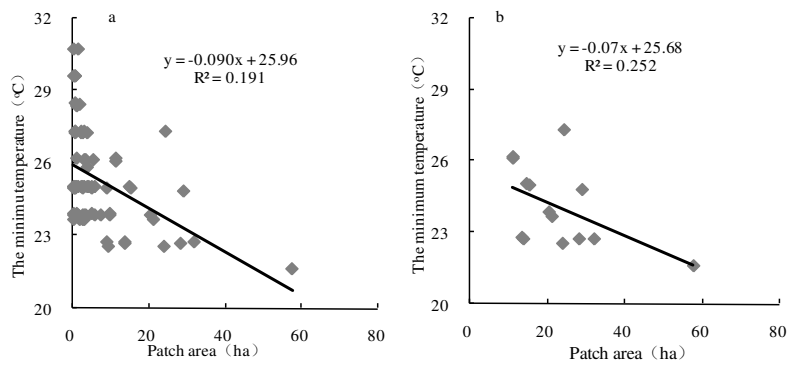 a
y = -0.090x + 25.96
R² = 0.191
The minimu temperature（℃）
32
29
26
23
20
0 20 40 60 80
Patch area（ha）
b
y = -0.07x + 25.68
R² = 0.252
The minimum temperature（℃）
32
29
26
23
20
0 20 40 60 80
Patch area（ha）